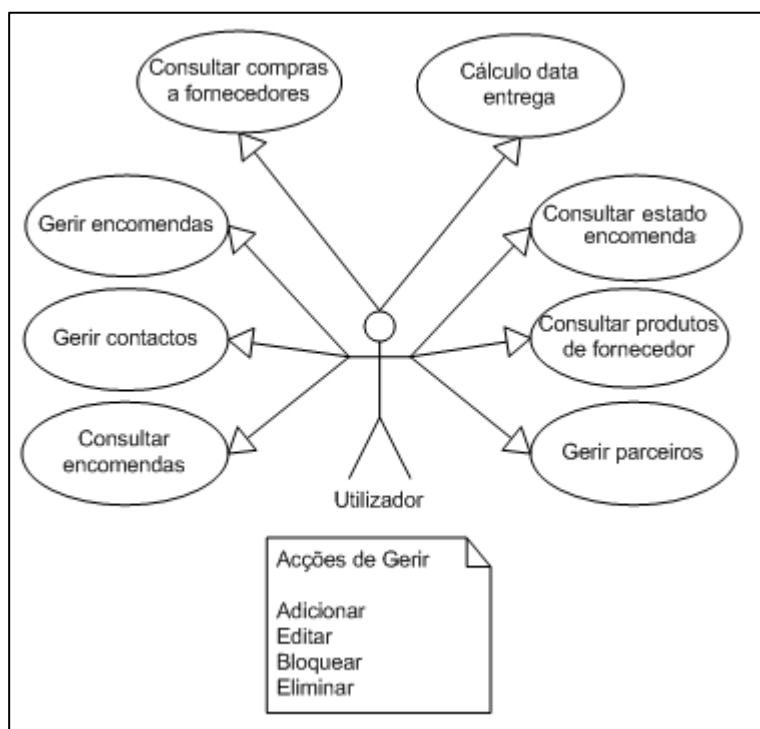 Consultar compras
a fornecedores
Cálculo data
entrega
Gerir encomendas
Consultar estado
encomenda
Gerir contactos
Consultar produtos
de fornecedor
Consultar
encomendas
Gerir parceiros
Utilizador
Acções de Gerir
Adicionar
Editar
Bloquear
Eliminar